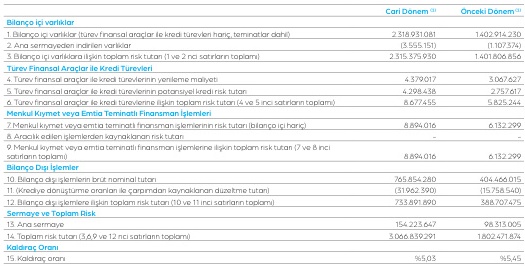 Cari Dönem (*) Önceki Dönem (*)
Bilanço içi varlıklar
1. Bilanço içi varlıklar (türev finansal araçlar ile kredi türevleri hariç, teminatlar dahil) 2.318.931.081 1.402.914.230
2. Ana sermayeden indirilen varlıklar (3.555.151) (1.107.374)
3. Bilanço içi varlıklara ilişkin toplam risk tutarı (1 ve 2 nci satırların toplamı) 2.315.375.930 1.401.806.856
Türev Finansal Araçlar ile Kredi Türevleri
4. Türev finansal araçlar ile kredi türevlerinin yenileme maliyeti 4.379.017 3.067.627
5. Türev finansal araçlar ile kredi türevlerinin potansiyel kredi risk tutarı 4.298.438 2.757.617
6. Türev finansal araçlar ile kredi türevlerine ilişkin toplam risk tutarı (4 ve 5 inci satırların toplamı) 8.677.455 5.825.244
Menkul Kıymet veya Emtia Teminatlı Finansman İşlemleri
7. Menkul kıymet veya emtia teminatlı finansman işlemlerinin risk tutarı (bilanço içi hariç) 8.894.016 6.132.299
8. Aracılık edilen işlemlerden kaynaklanan risk tutarı - -
9. Menkul kıymet veya emtia teminatlı finansman işlemlerine ilişkin toplam risk tutarı (7 ve 8 inci
satırların toplamı) 8.894.016 6.132.299
Bilanço Dışı İşlemler
10. Bilanço dışı işlemlerin brüt nominal tutarı 765.854.280 404.466.015
11. (Krediye dönüştürme oranları ile çarpımdan kaynaklanan düzeltme tutarı) (31.962.390) (15.758.540)
12. Bilanço dışı işlemlere ilişkin toplam risk tutarı (10 ve 11 inci satırların toplamı) 733.891.890 388.707.475
Sermaye ve Toplam Risk
13. Ana sermaye 154.223.647 98.313.005
14. Toplam risk tutarı (3,6,9 ve 12 nci satırların toplamı) 3.066.839.291 1.802.471.874
Kaldıraç Oranı
15. Kaldıraç oranı %5,03 %5,45